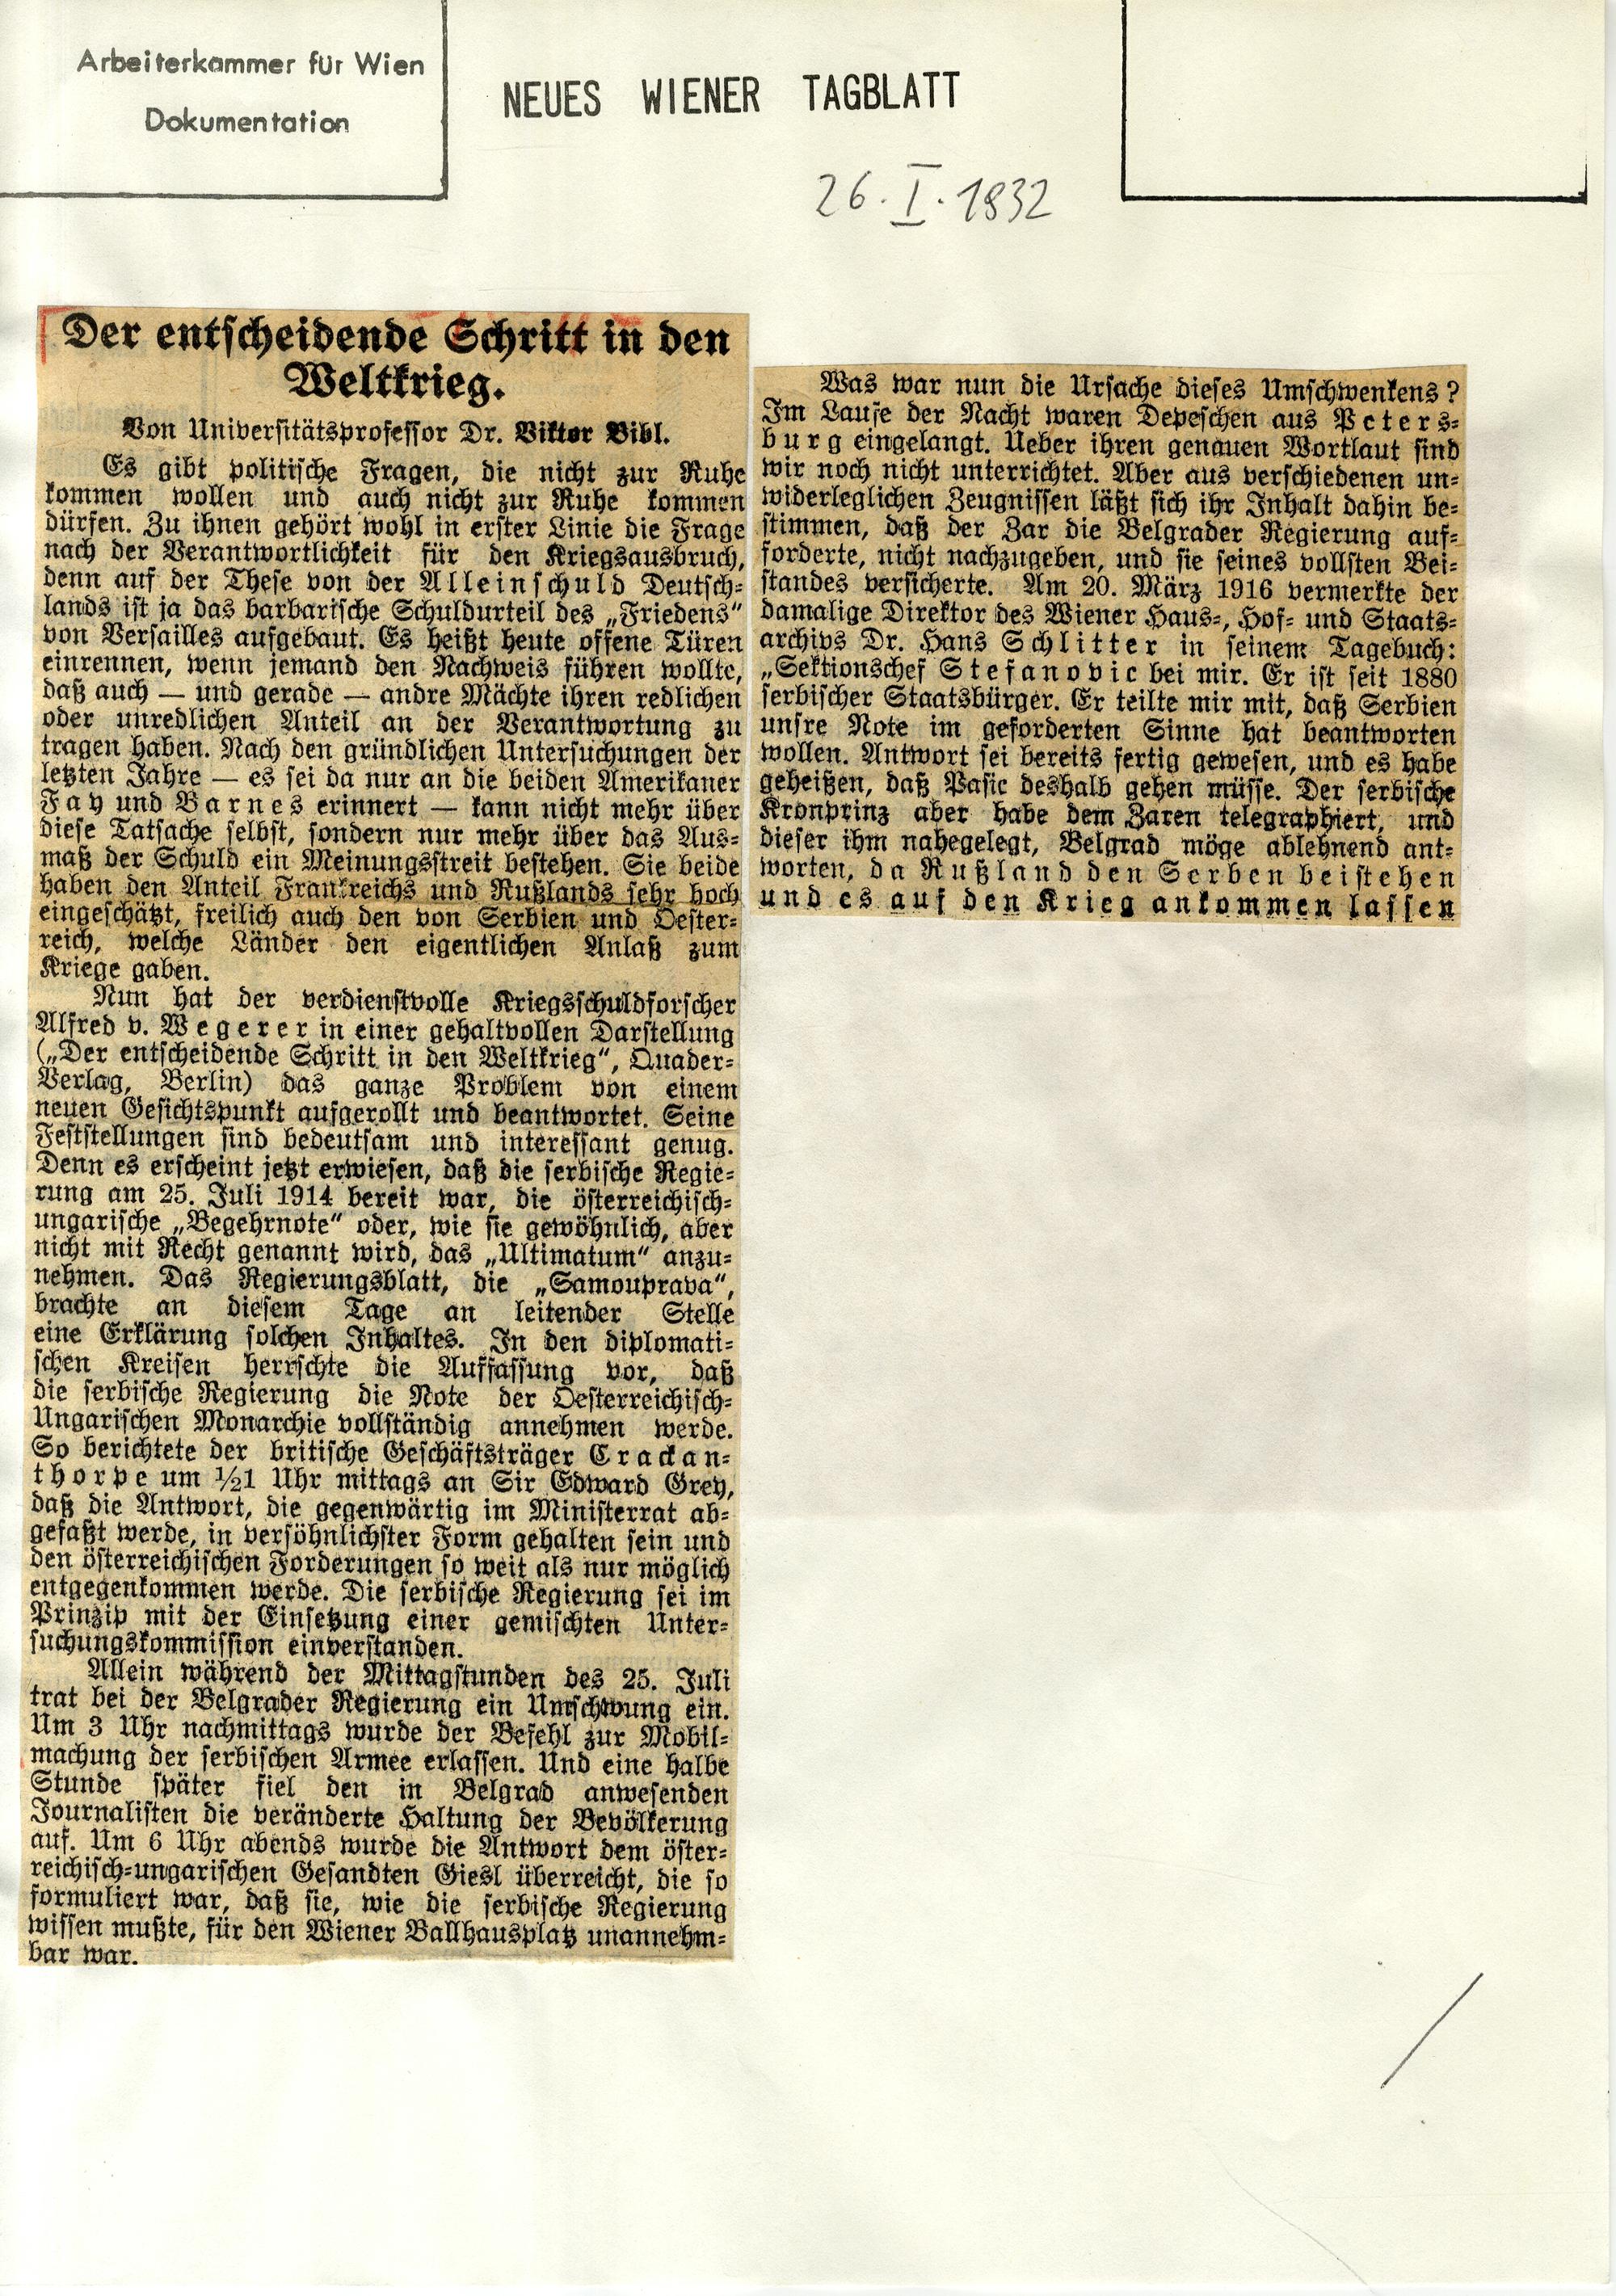 Arbeiterkammer für Wien
Dokumentation
NEUES WIENER TAGBLATT
26. I. 1932
Der entscheidende Schritt in den
Weltkrieg.
Von Universitätsprofessor Dr. Viktor Bibl.
Es gibt politische Fragen, die nicht zur Ruhe
kommen wollen und auch nicht zur Ruhe kommen
dürfen. Zu ihnen gehört wohl in erster Linie die Frage
nach der Verantwortlichkeit für den Kriegsausbruch,
denn auf der These von der Alleinschuld Deutsch-
lands ist ja das barbarische Schuldurteil des „Friedens“
von Versailles aufgebaut. Es heißt heute offene Türen
einrennen, wenn jemand den Nachweis führen wollte,
daß auch — und gerade — andre Mächte ihren redlichen
oder unredlichen Anteil an der Verantwortung zu
tragen haben. Nach den gründlichen Untersuchungen der
letzten Jahre — es sei da nur an die beiden Amerikaner
Fay und Barnes erinnert — kann nicht mehr über
diese Tatsache selbst, sondern nur mehr über das Aus-
maß der Schuld ein Meinungsstreit bestehen. Sie beide
haben den Anteil Frankreichs und Rußlands sehr hoch
eingeschätzt, freilich auch den von Serbien und Oester-
reich, welche Länder den eigentlichen Anlaß zum
Kriege gaben.
Nun hat der verdienstvolle Kriegsschuldforscher
Alfred v. Wegerer in einer gehaltvollen Darstellung
(„Der entscheidende Schritt in den Weltkrieg“, Quader-
Verlag, Berlin) das ganze Problem von einem
neuen Gesichtspunkt aufgerollt und beantwortet. Seine
Feststellungen sind bedeutsam und interessant genug.
Denn es erscheint jetzt erwiesen, daß die serbische Regie-
rung am 25. Juli 1914 bereit war, die österreichisch-
ungarische „Begehrnote“ oder, wie sie gewöhnlich, aber
nicht mit Recht genannt wird, das „Ultimatum“ anzu-
nehmen. Das Regierungsblatt, die „Samouprava“,
brachte an diesem Tage an leitender Stelle
eine Erklärung solchen Inhaltes. In den diplomati-
schen Kreisen herrschte die Auffassung vor, daß
die serbische Regierung die Note der Oesterreichisch-
Ungarischen Monarchie vollständig annehmen werde.
So berichtete der britische Geschäftsträger Crackan-
thorpe um ½1 Uhr mittags an Sir Edward Grey,
daß die Antwort, die gegenwärtig im Ministerrat ab-
gefaßt werde, in versöhnlichster Form gehalten sein und
den österreichischen Forderungen so weit als nur möglich
entgegenkommen werde. Die serbische Regierung sei im
Prinzip mit der Einsetzung einer gemischten Unter-
suchungskommission einverstanden.
Allein während der Mittagstunden des 25. Juli
trat bei der Belgrader Regierung ein Umschwung ein.
Um 3 Uhr nachmittags wurde der Befehl zur Mobil-
machung der serbischen Armee erlassen. Und eine halbe
Stunde später fiel den in Belgrad anwesenden
Journalisten die veränderte Haltung der Bevölkerung
auf. Um 6 Uhr abends wurde die Antwort dem öster-
reichisch-ungarischen Gesandten Giesl überreicht, die so
formuliert war, daß sie, wie die serbische Regierung
wissen mußte, für den Wiener Ballhausplatz unannehm-
bar war.
Was war nun die Ursache dieses Umschwenkens?
Im Laufe der Nacht waren Depeschen aus Peters-
burg eingelangt. Ueber ihren genauen Wortlaut sind
wir noch nicht unterrichtet. Aber aus verschiedenen un-
widerleglichen Zeugnissen läßt sich ihr Inhalt dahin be-
stimmen, daß der Zar die Belgrader Regierung auf-
forderte, nicht nachzugeben, und sie seines vollsten Bei-
standes versicherte. Am 20. März 1916 vermerkte der
damalige Direktor des Wiener Haus-, Hof- und Staats-
archivs Dr. Hans Schlitter in seinem Tagebuch:
„Sektionschef Stefanovic bei mir. Er ist seit 1880
serbischer Staatsbürger. Er teilte mir mit, daß Serbien
unsre Note im geforderten Sinne hat beantworten
wollen. Antwort sei bereits fertig gewesen, und es habe
geheißen, daß Pasic deshalb gehen müsse. Der serbische
Kronprinz aber habe dem Zaren telegraphiert, und
dieser ihm nahegelegt, Belgrad möge ablehnend ant-
worten, da Rußland den Serben beistehen
und es auf den Krieg ankommen lassen